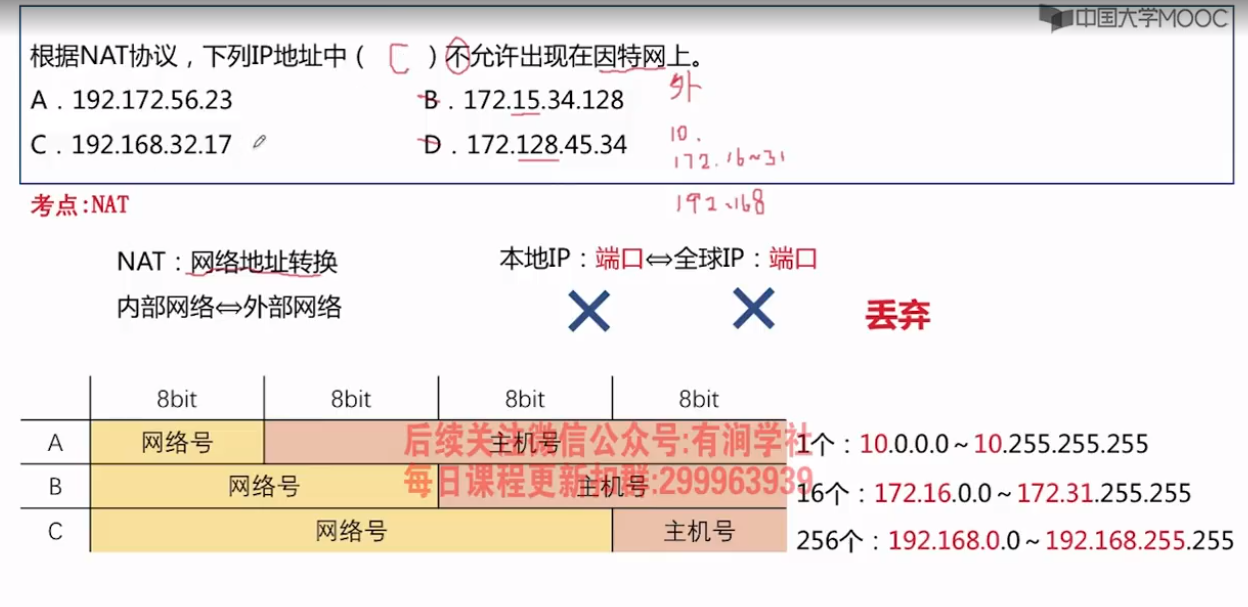 中国大学MOOC
根据NAT协议，下列IP地址中（ C ）不允许出现在因特网上。
外
A．192.172.56.23 B．172.15.34.128
10.
C．192.168.32.17 D．172.128.45.34
172.16~31
192.168
考点:NAT
NAT：网络地址转换 本地IP：端口⇔全球IP：端口
内部网络⇔外部网络
丢弃
8bit 8bit 8bit 8bit
A 网络号 主机号 1个：10.0.0.0～10.255.255.255
后续关注微信公众号:有涧学社
B 网络号 主机号 16个：172.16.0.0～172.31.255.255
每日课程更新扣群:299963939
C 网络号 主机号 256个：192.168.0.0～192.168.255.255